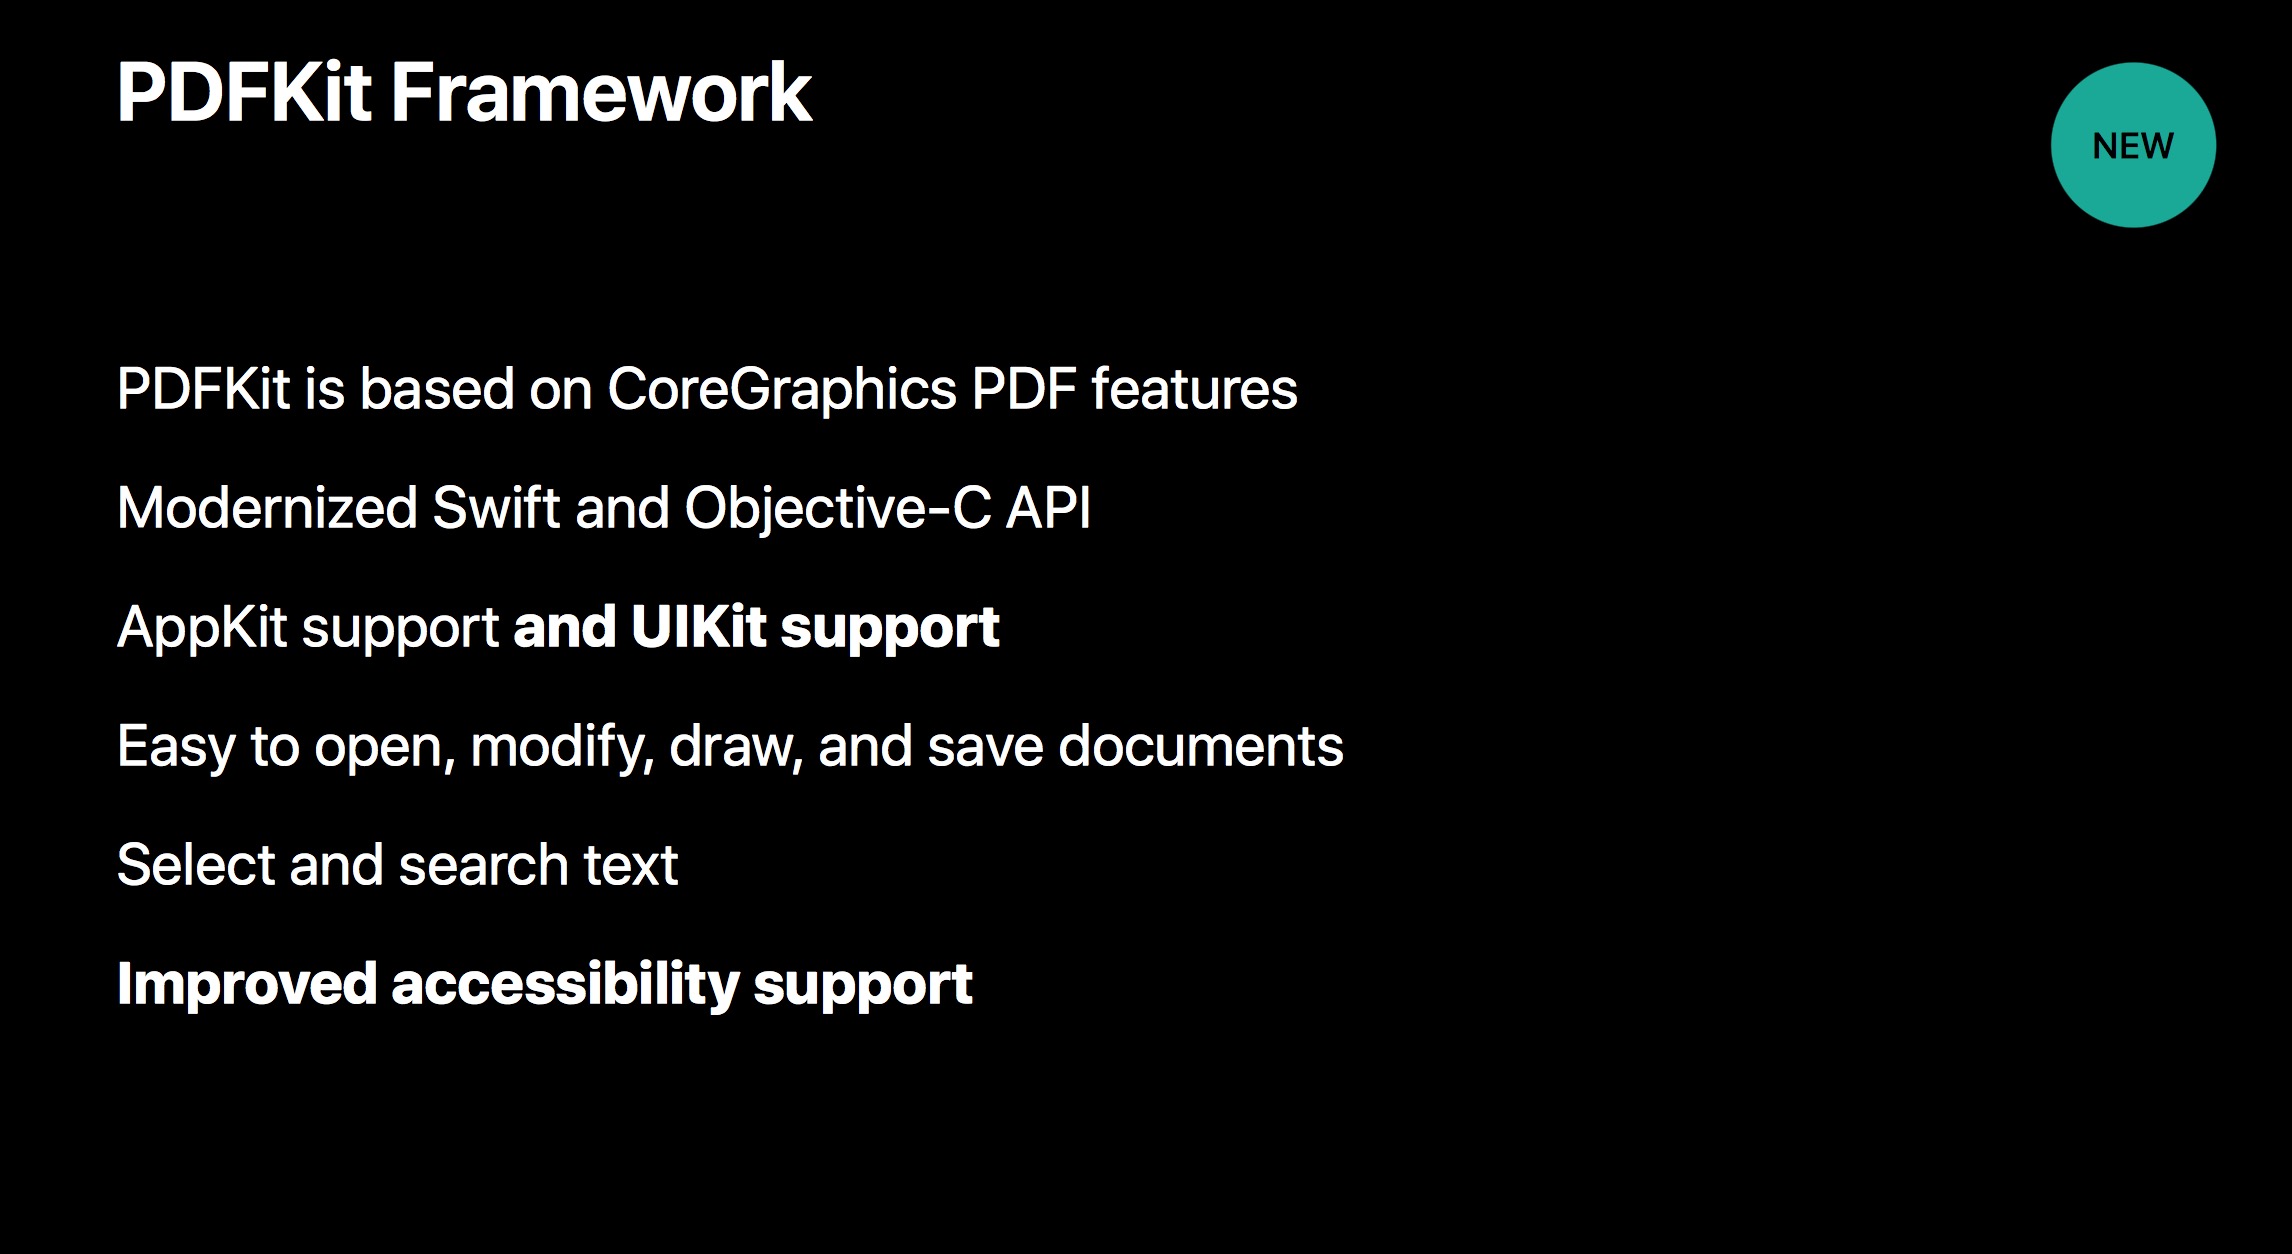 PDFKit Framework
NEW
PDFKit is based on CoreGraphics PDF features
Modernized Swift and Objective-C API
AppKit support and UIKit support
Easy to open, modify, draw, and save documents
Select and search text
Improved accessibility support